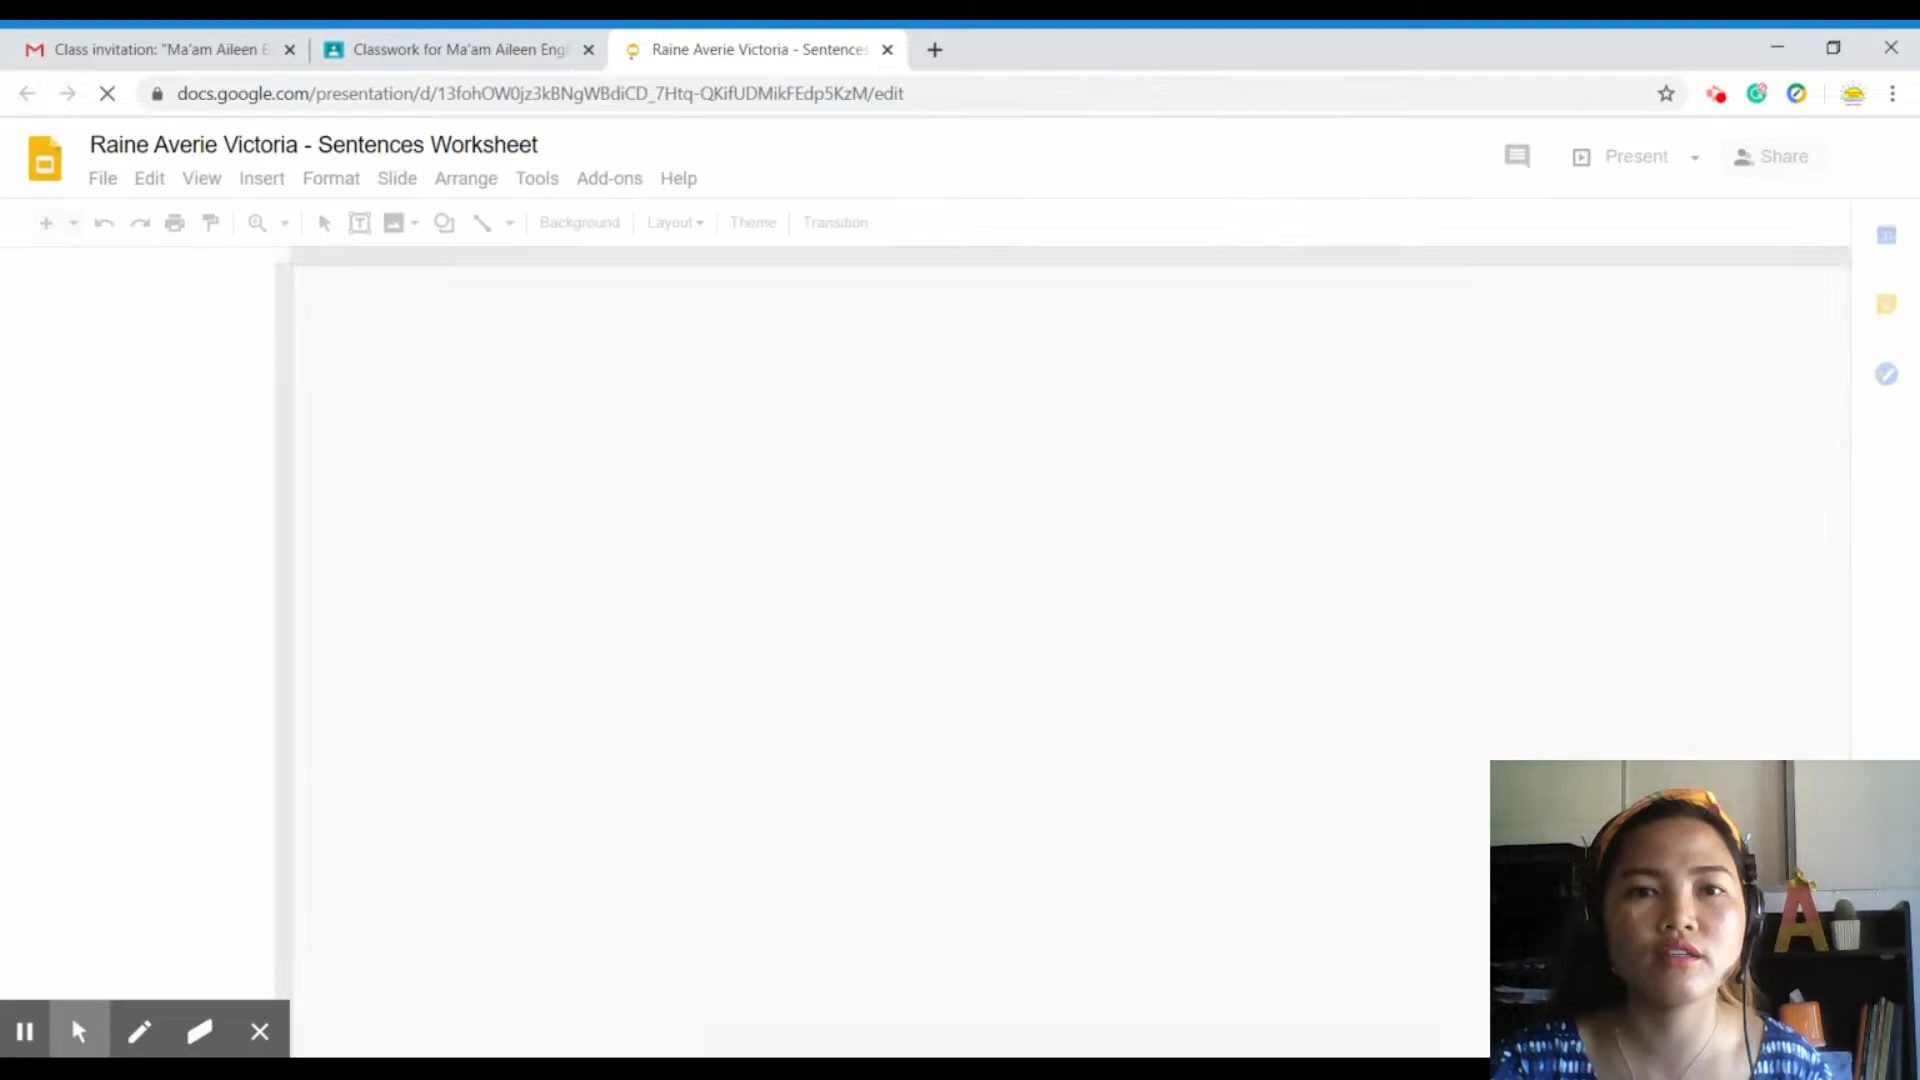 Class invitation: "Ma'am Aileen E
Classwork for Ma'am Aileen Eng
Raine Averie Victoria - Sentences
docs.google.com/presentation/d/13fohOW0jz3kBNgWBdiCD_7Htq-QKifUDMikFEdp5KzM/edit
Raine Averie Victoria - Sentences Worksheet
Present
Share
File Edit View Insert Format Slide Arrange Tools Add-ons Help
Background Layout Theme Transition
31
A